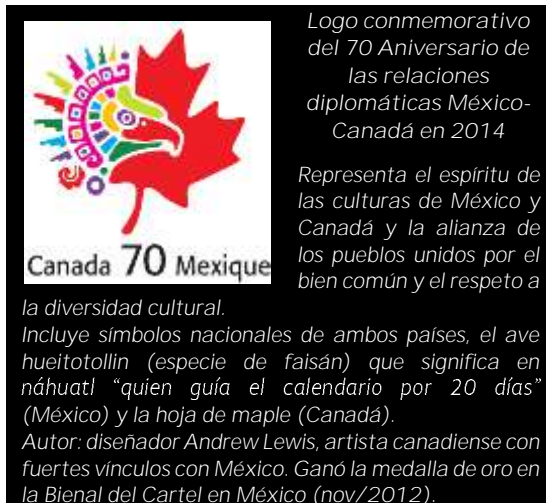 Logo conmemorativo
del 70 Aniversario de
las relaciones
diplomáticas México-
Canadá en 2014
Canada 70 Mexique
Representa el espíritu de
las culturas de México y
Canadá y la alianza de
los pueblos unidos por el
bien común y el respeto a
la diversidad cultural.
Incluye símbolos nacionales de ambos países, el ave
hueitotollin (especie de faisán) que significa en
náhuatl “quien guía el calendario por 20 días”
(México) y la hoja de maple (Canadá).
Autor: diseñador Andrew Lewis, artista canadiense con
fuertes vínculos con México. Ganó la medalla de oro en
la Bienal del Cartel en México (nov/2012).